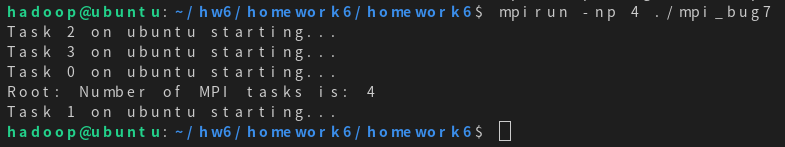 hadoop@ubuntu:~/hw6/homework6/homework6$ mpirun -np 4 ./mpi_bug7
Task 2 on ubuntu starting...
Task 3 on ubuntu starting...
Task 0 on ubuntu starting...
Root: Number of MPI tasks is: 4
Task 1 on ubuntu starting...
hadoop@ubuntu:~/hw6/homework6/homework6$